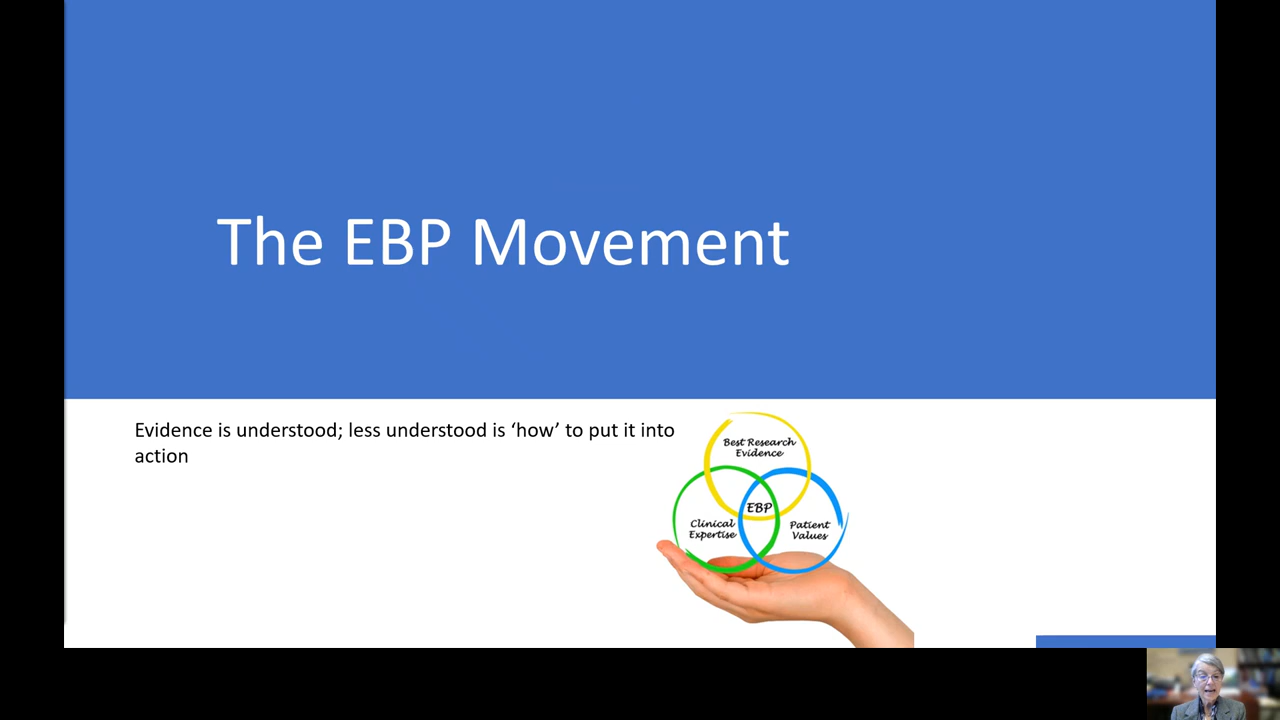 The EBP Movement
Evidence is understood; less understood is ‘how’ to put it into
action
Best Research
Evidence
EBP
Clinical
Expertise
Patient
Values